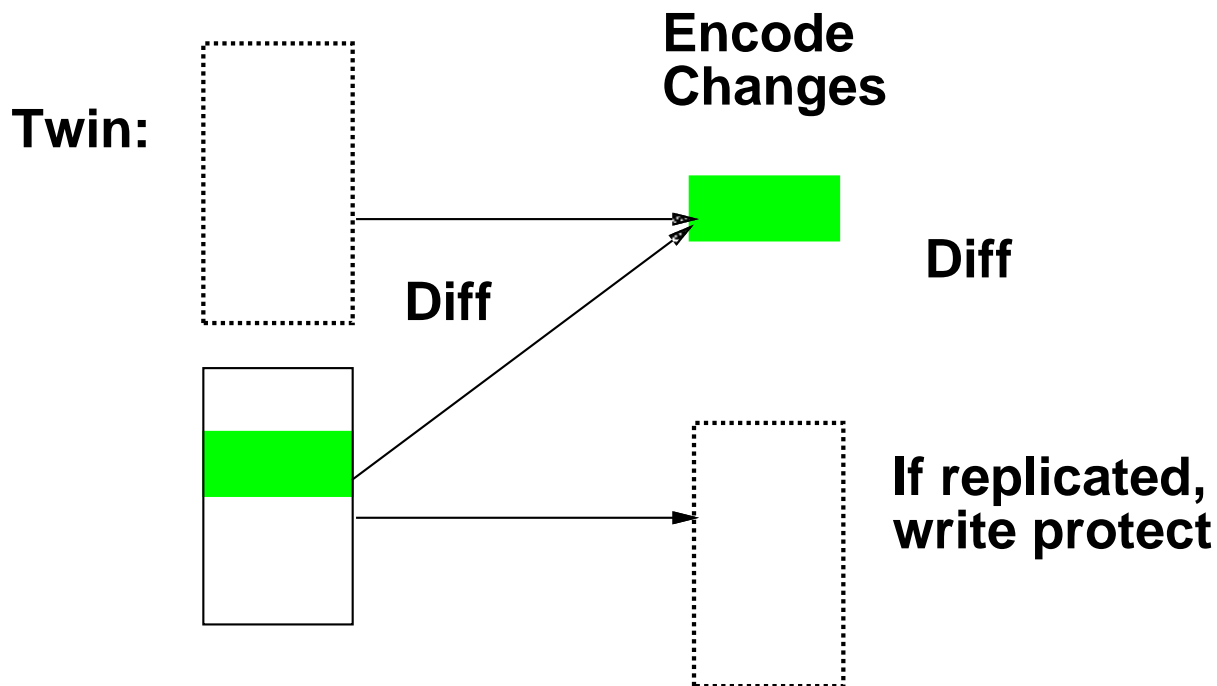 Encode
Changes
Twin:
Diff
Diff
If replicated,
write protect